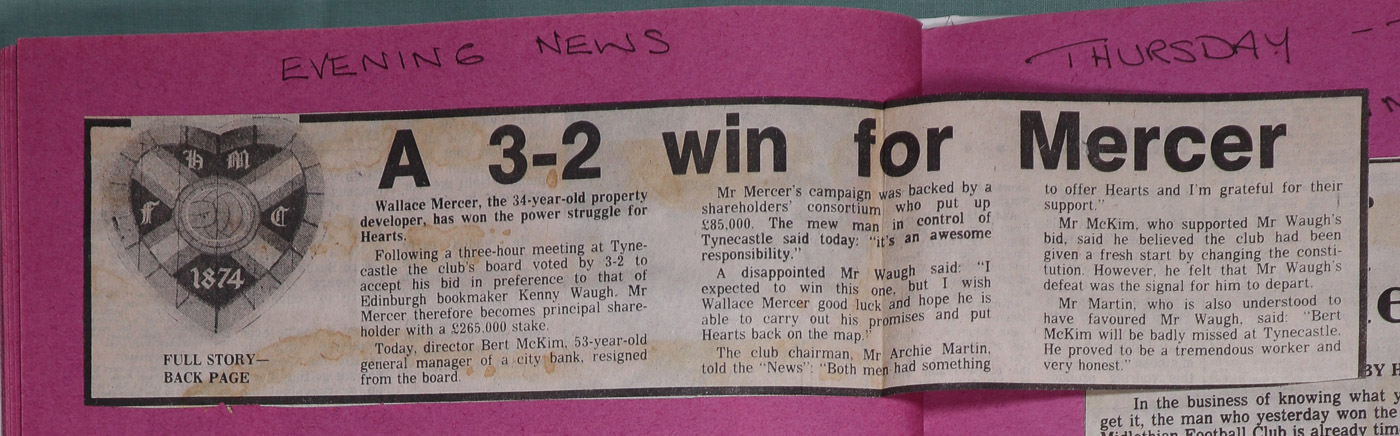 EVENING NEWS
THURSDAY
A 3-2 win for Mercer
H M
F C
1874
FULL STORY—
BACK PAGE
Wallace Mercer, the 34-year-old property
developer, has won the power struggle for
Hearts.
Following a three-hour meeting at Tyne-
castle the club's board voted by 3-2 to
accept his bid in preference to that of
Edinburgh bookmaker Kenny Waugh. Mr
Mercer therefore becomes principal share-
holder with a £265,000 stake.
Today, director Bert McKim, 53-year-old
general manager of a city bank, resigned
from the board.
Mr Mercer's campaign was backed by a
shareholders' consortium who put up
£85,000. The mew man in control of
Tynecastle said today: "it's an awesome
responsibility."
A disappointed Mr Waugh said: "I
expected to win this one, but I wish
Wallace Mercer good luck and hope he is
able to carry out his promises and put
Hearts back on the map."
The club chairman, Mr Archie Martin,
told the "News": "Both men had something
to offer Hearts and I'm grateful for their
support."
Mr McKim, who supported Mr Waugh's
bid, said he believed the club had been
given a fresh start by changing the consti-
tution. However, he felt that Mr Waugh's
defeat was the signal for him to depart.
Mr Martin, who is also understood to
have favoured Mr Waugh, said: "Bert
McKim will be badly missed at Tynecastle.
He proved to be a tremendous worker and
very honest."
BY H
In the business of knowing what y
get it, the man who yesterday won the
Midlothian Football Club is already tim